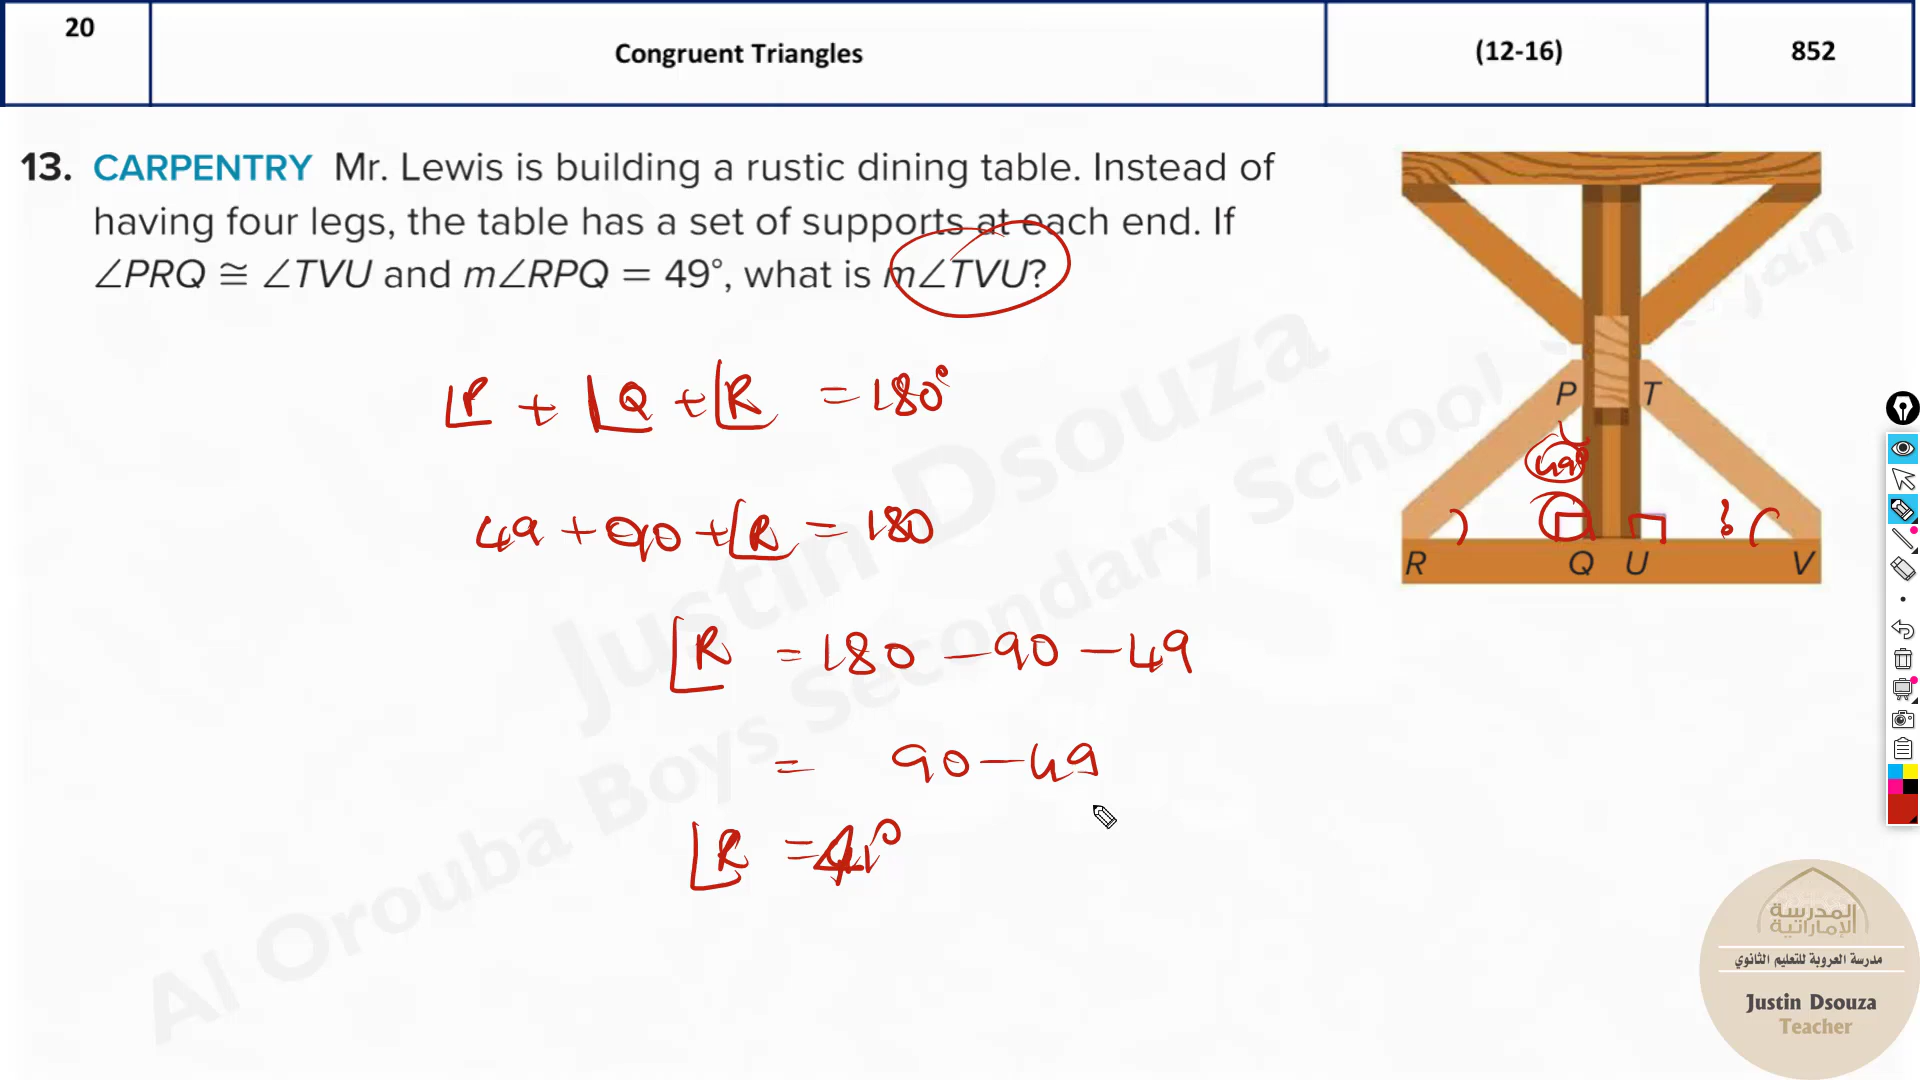 20 Congruent Triangles (12-16) 852
13. CARPENTRY Mr. Lewis is building a rustic dining table. Instead of
having four legs, the table has a set of supports at each end. If
∠PRQ ≅ ∠TVU and m∠RPQ = 49°, what is m∠TVU?
∠P + ∠Q + ∠R = 180°
49 + 90 + ∠R = 180
∠R = 180 - 90 - 49
= 90 - 49
∠R = 41°
P T
49°
?
R Q U V
Justin Dsouza
Al Orouba Boys Secondary School
المدرسة
الإماراتية
مدرسة العروبة للتعليم الثانوي
Justin Dsouza
Teacher